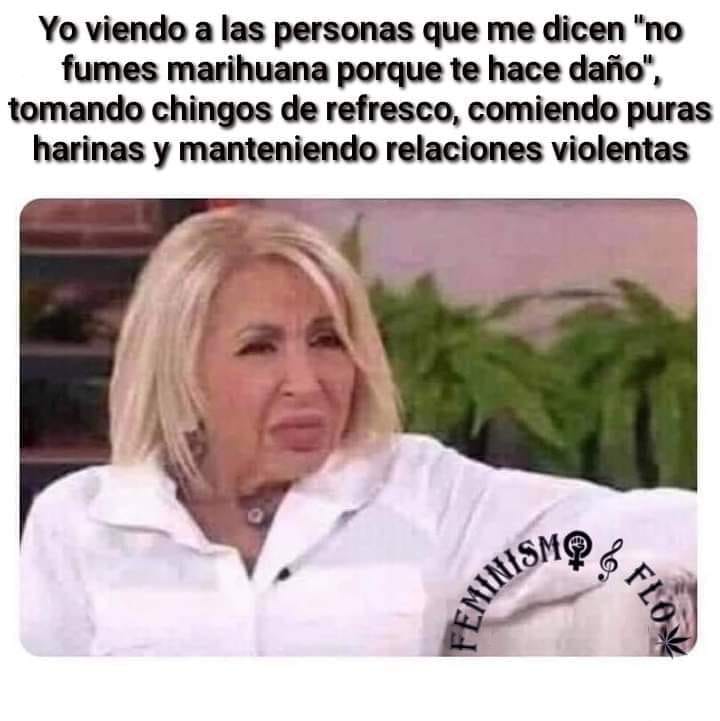 Yo viendo a las personas que me dicen "no
fumes marihuana porque te hace daño",
tomando chingos de refresco, comiendo puras
harinas y manteniendo relaciones violentas
FEMINISMO & FLOW